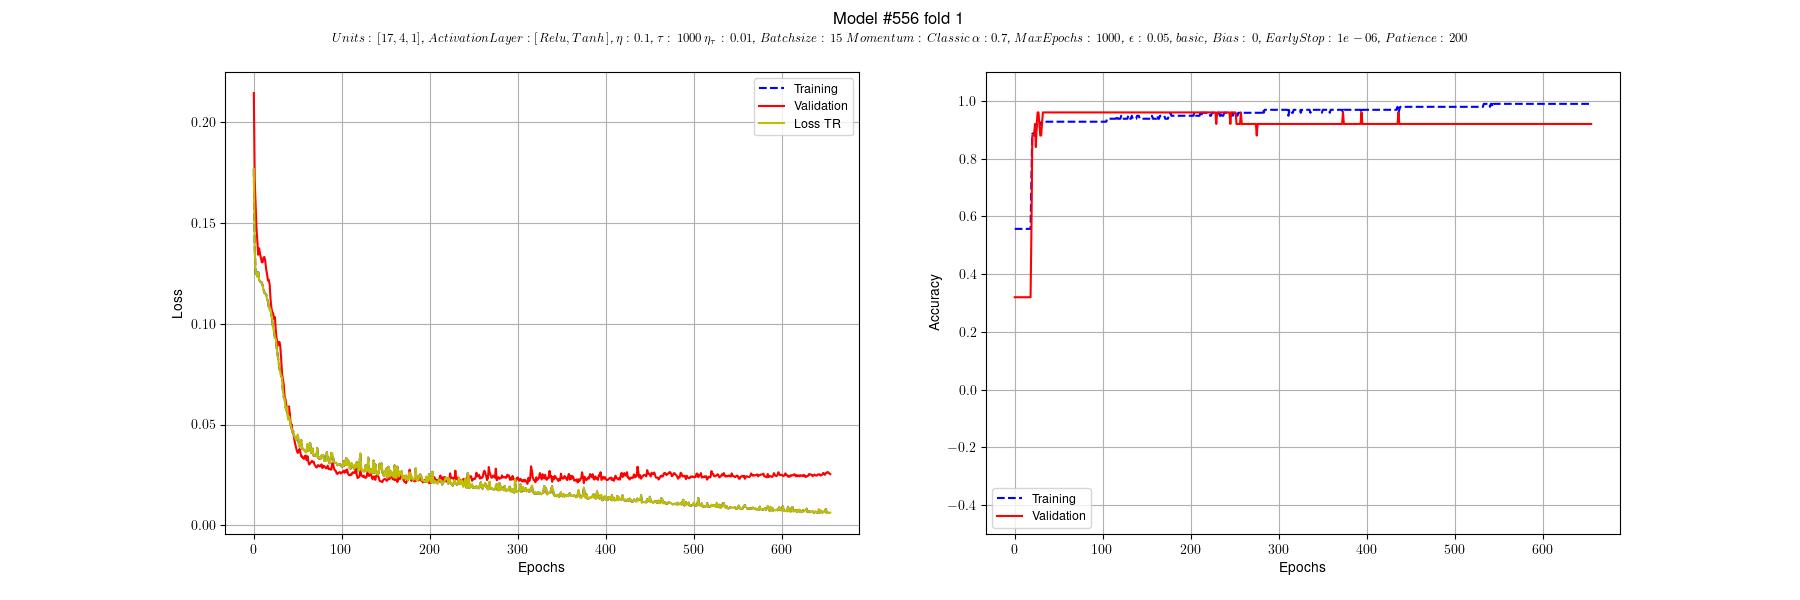 Model #556 fold 1
Units : [17, 4, 1], ActivationLayer : [Relu, Tanh], η : 0.1, τ : 1000 η_τ : 0.01, Batchsize : 15 Momentum : Classic α : 0.7, MaxEpochs : 1000, ϵ : 0.05, basic, Bias : 0, EarlyStop : 1e − 06, Patience : 200
Training
Validation
Loss TR
0.20
0.15
0.10
0.05
0.00
Loss
0 100 200 300 400 500 600
Epochs
1.0
0.8
0.6
0.4
0.2
0.0
−0.2
−0.4
Accuracy
Training
Validation
0 100 200 300 400 500 600
Epochs